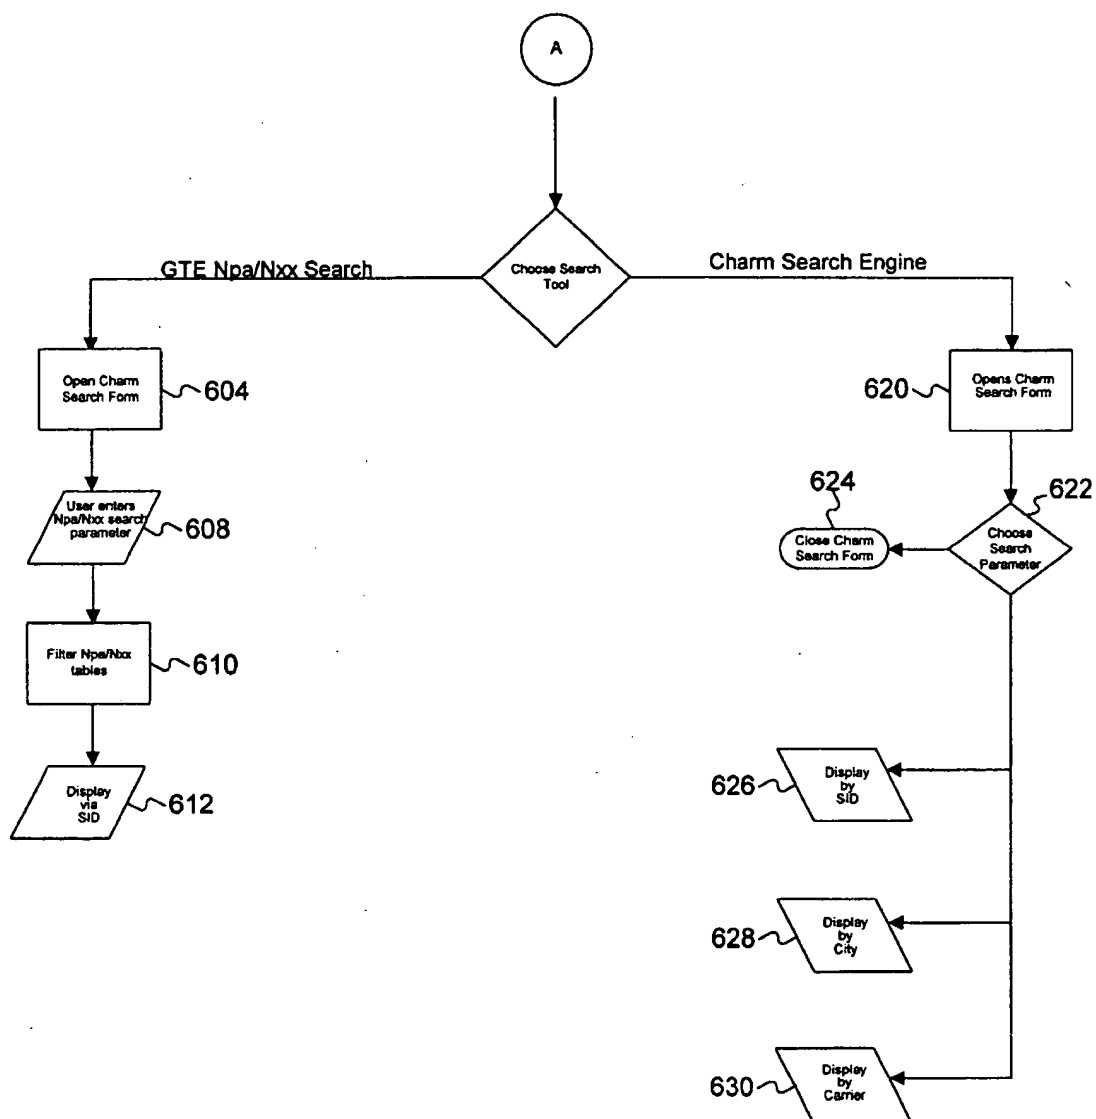 A
Choose Search
Tool
GTE Npa/Nxx Search
Charm Search Engine
Open Charm
Search Form
604
User enters
Npa/Nxx search
parameter
608
Filter Npa/Nxx
tables
610
Display
via
SID
612
620
Opens Charm
Search Form
622
Choose
Search
Parameter
624
Close Charm
Search Form
626
Display
by
SID
628
Display
by
City
630
Display
by
Carrier